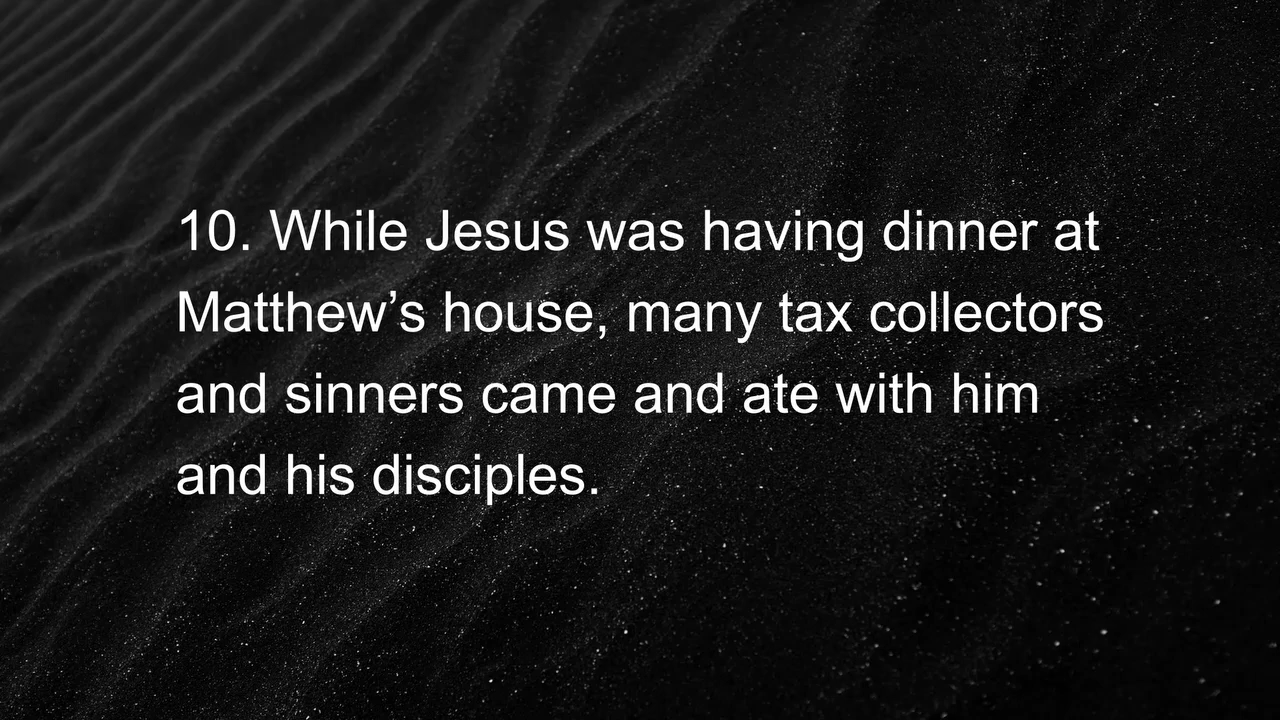 10. While Jesus was having dinner at
Matthew’s house, many tax collectors
and sinners came and ate with him
and his disciples.